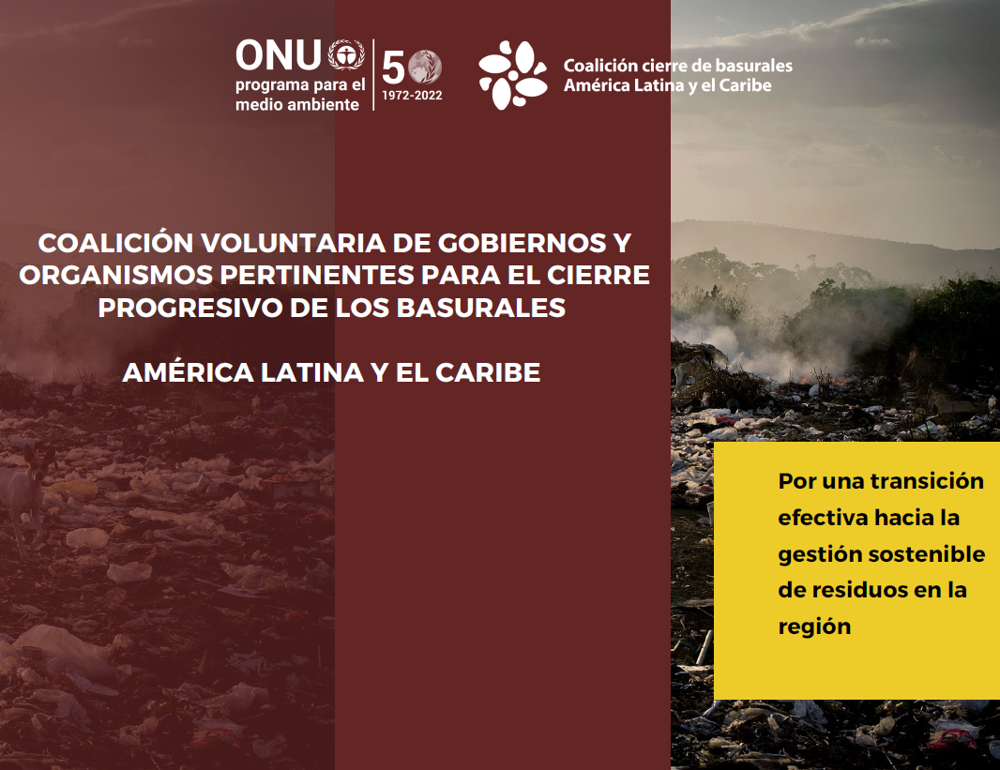 ONU
programa para el
medio ambiente
50
1972-2022
Coalición cierre de basurales
América Latina y el Caribe
COALICIÓN VOLUNTARIA DE GOBIERNOS Y
ORGANISMOS PERTINENTES PARA EL CIERRE
PROGRESIVO DE LOS BASURALES
AMÉRICA LATINA Y EL CARIBE
Por una transición
efectiva hacia la
gestión sostenible
de residuos en la
región